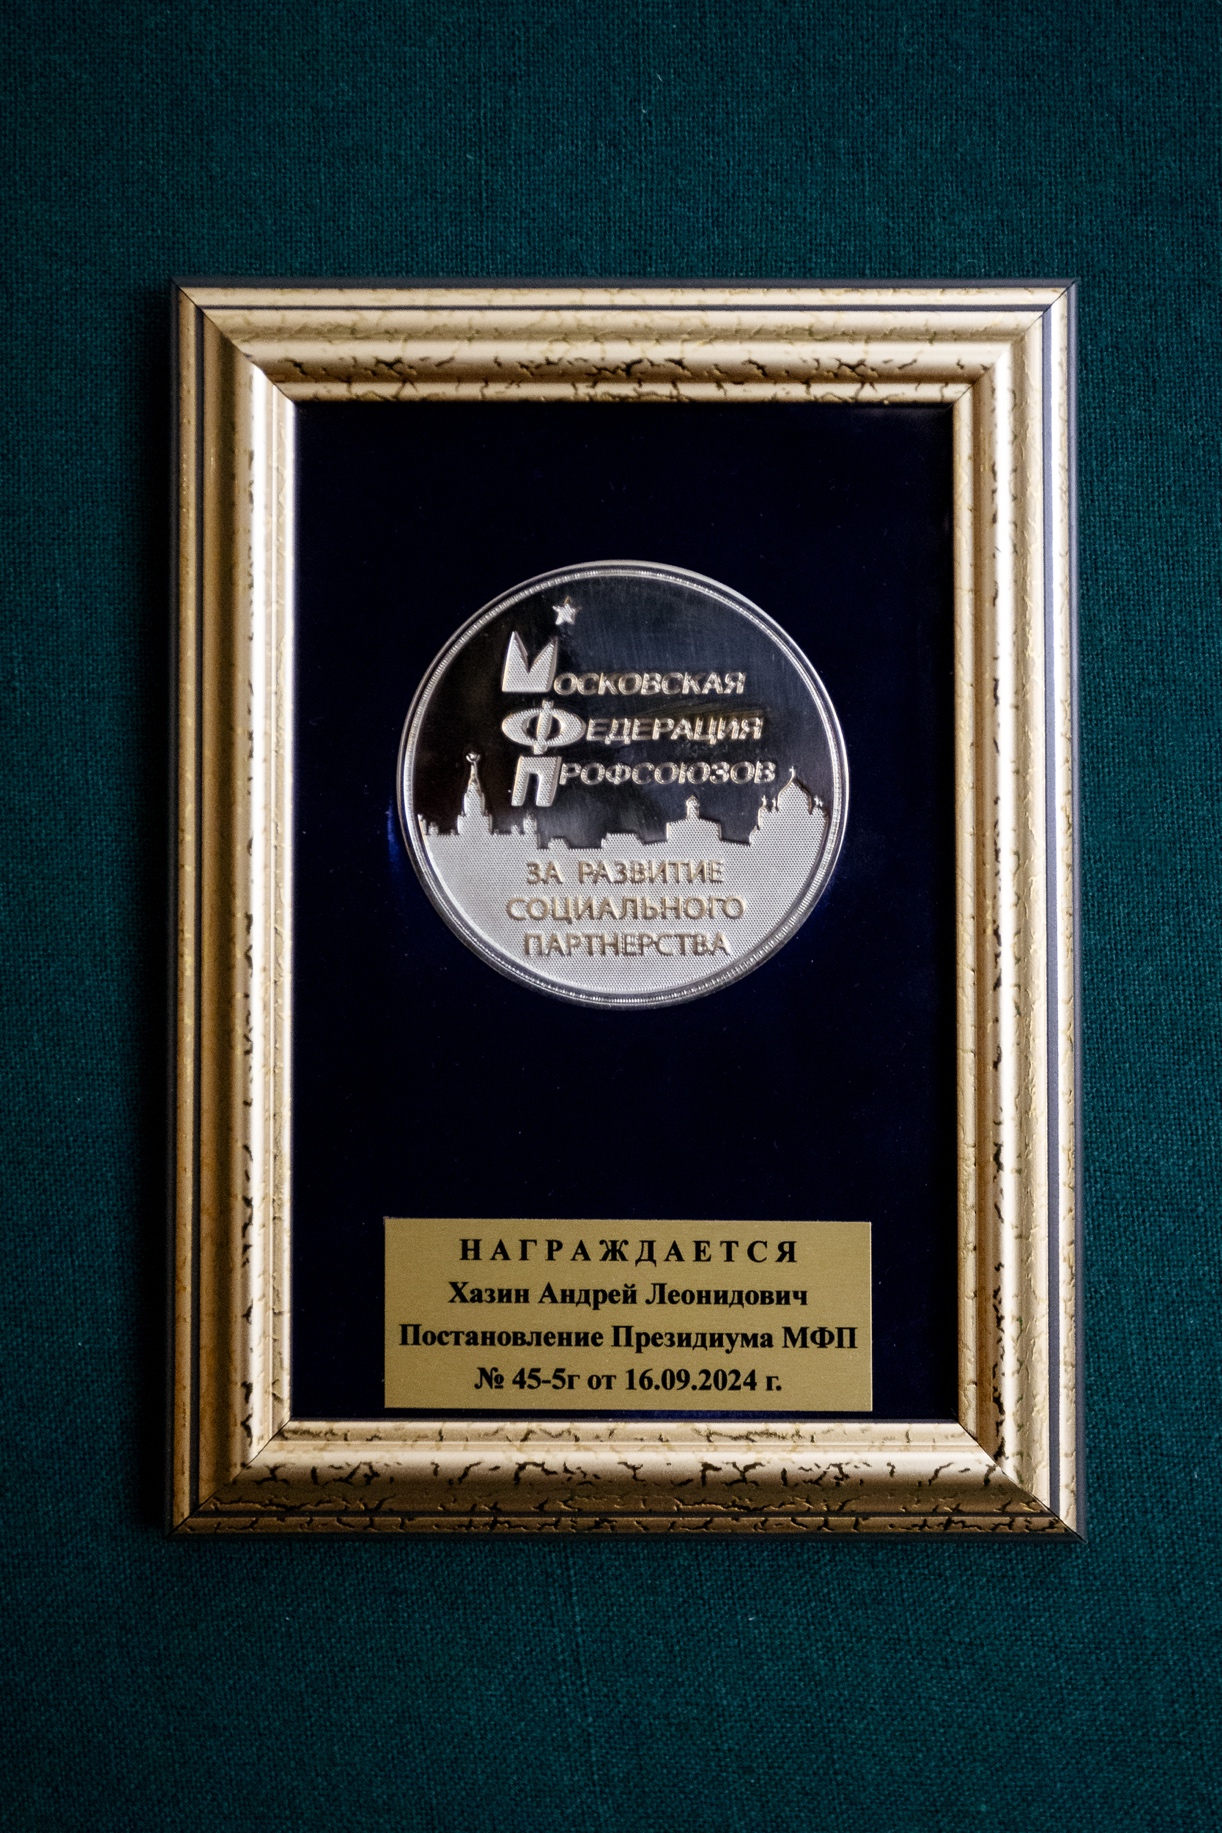 Московская
Федерация
Профсоюзов
ЗА РАЗВИТИЕ
СОЦИАЛЬНОГО
ПАРТНЕРСТВА
НАГРАЖДАЕТСЯ
Хазин Андрей Леонидович
Постановление Президиума МФП
№ 45-5г от 16.09.2024 г.